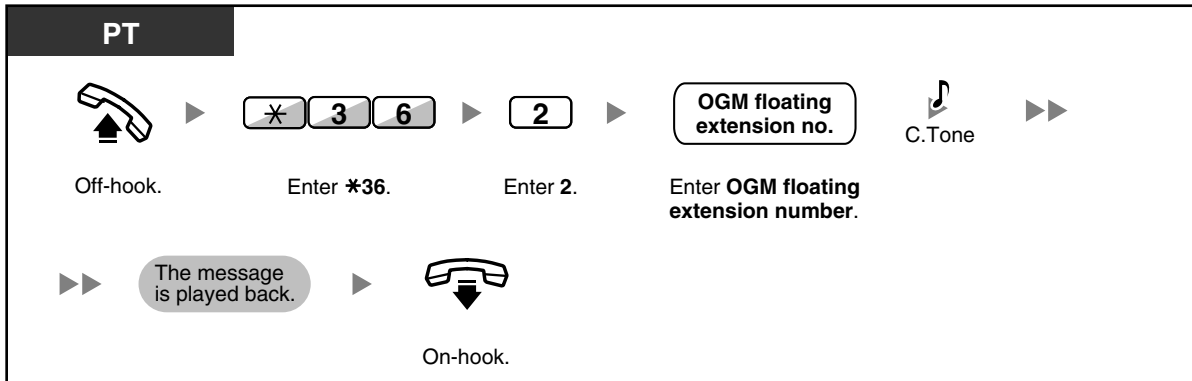 PT
✳ 3 6
2
OGM floating
extension no.
C.Tone
Off-hook.
Enter ✳36.
Enter 2.
Enter OGM floating
extension number.
The message
is played back.
On-hook.